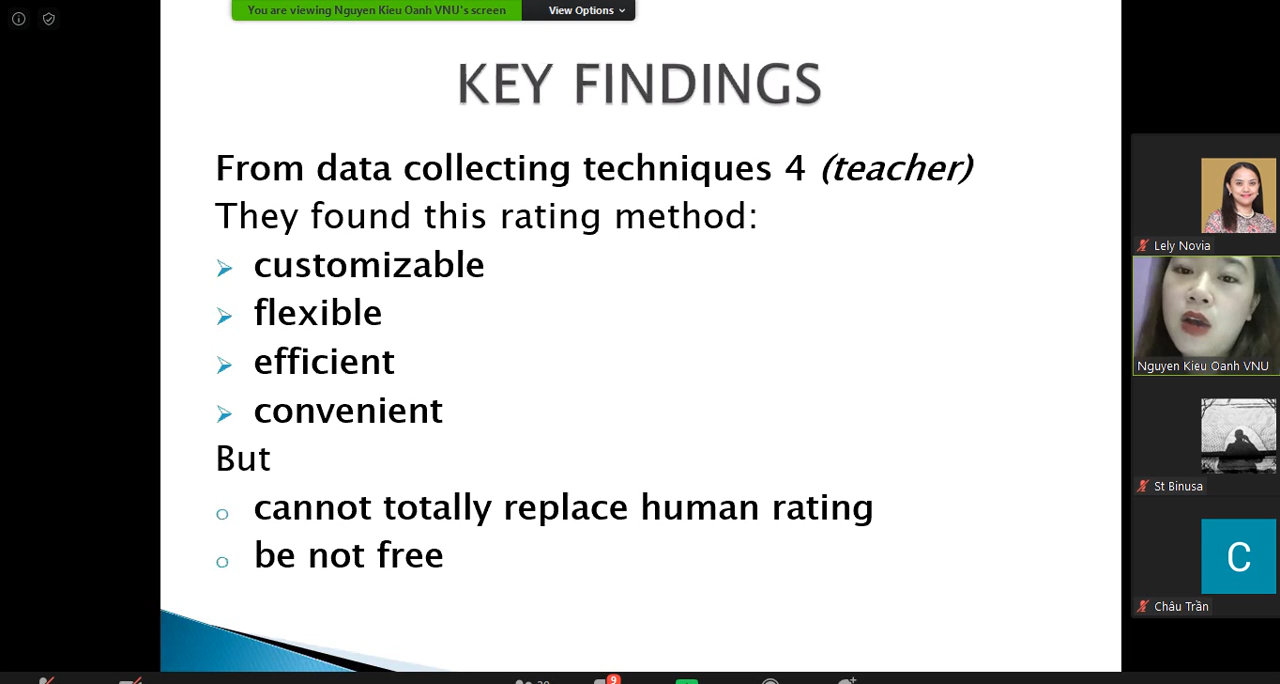 You are viewing Nguyen Kieu Oanh VNU's screen
View Options
KEY FINDINGS
From data collecting techniques 4 (teacher)
They found this rating method:
customizable
flexible
efficient
convenient
But
cannot totally replace human rating
be not free
Lely Novia
Nguyen Kieu Oanh VNU
St Binusa
C
Châu Trần
9